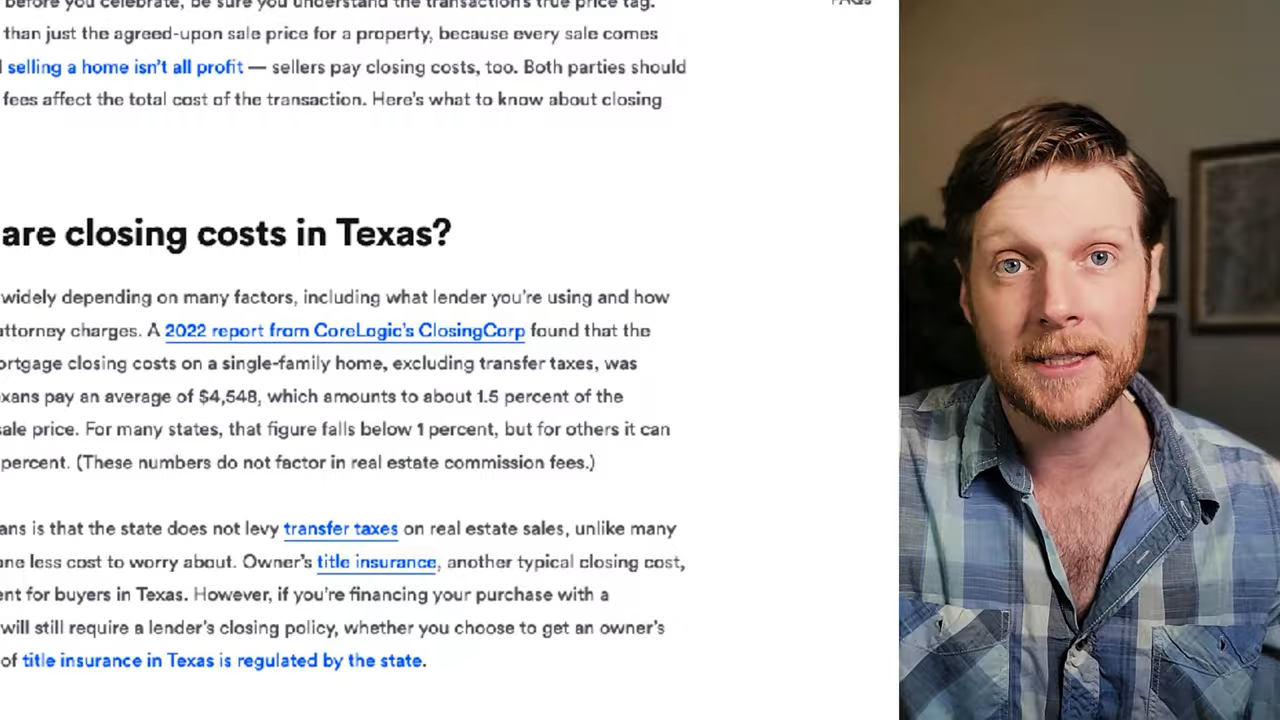 before you celebrate, be sure you understand the transaction's true price tag.
FAQs
than just the agreed-upon sale price for a property, because every sale comes
selling a home isn't all profit — sellers pay closing costs, too. Both parties should
fees affect the total cost of the transaction. Here's what to know about closing
are closing costs in Texas?
widely depending on many factors, including what lender you're using and how
attorney charges. A 2022 report from CoreLogic's ClosingCorp found that the
ortgage closing costs on a single-family home, excluding transfer taxes, was
xans pay an average of $4,548, which amounts to about 1.5 percent of the
sale price. For many states, that figure falls below 1 percent, but for others it can
percent. (These numbers do not factor in real estate commission fees.)
ans is that the state does not levy transfer taxes on real estate sales, unlike many
one less cost to worry about. Owner's title insurance, another typical closing cost,
ent for buyers in Texas. However, if you're financing your purchase with a
will still require a lender's closing policy, whether you choose to get an owner's
of title insurance in Texas is regulated by the state.